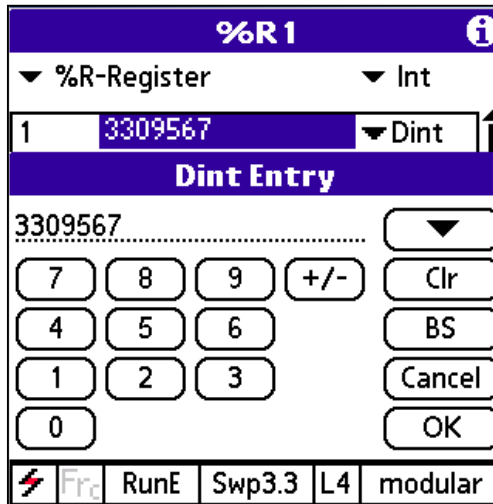 %R1 i
%R-Register Int
1 3309567 Dint
Dint Entry
3309567
7 8 9 +/- Clr
4 5 6 BS
1 2 3 Cancel
0 OK
Frc RunE Swp3.3 L4 modular